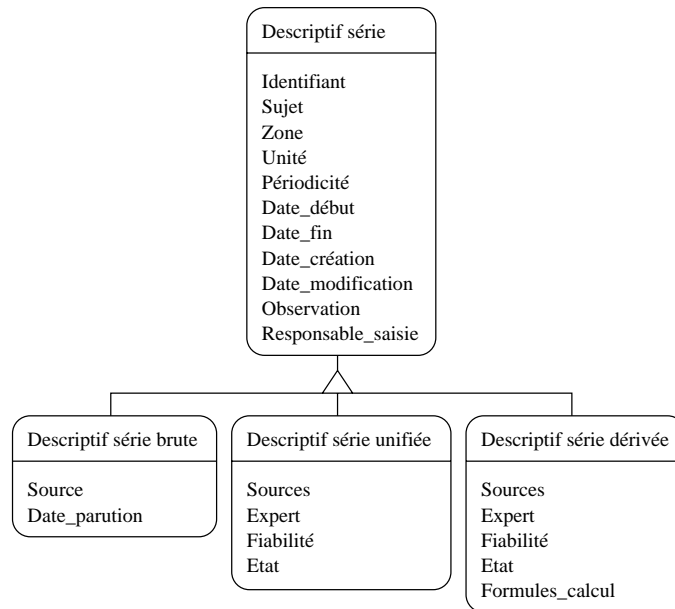 Descriptif série
Identifiant
Sujet
Zone
Unité
Périodicité
Date_début
Date_fin
Date_création
Date_modification
Observation
Responsable_saisie
Descriptif série brute
Source
Date_parution
Descriptif série unifiée
Sources
Expert
Fiabilité
Etat
Descriptif série dérivée
Sources
Expert
Fiabilité
Etat
Formules_calcul